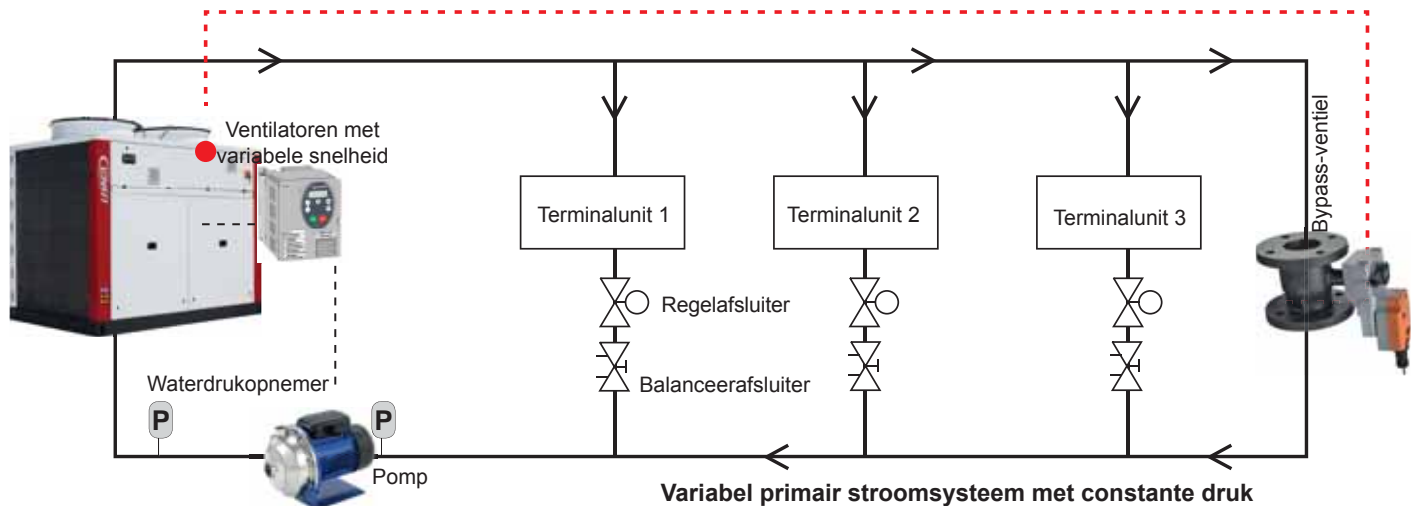 Ventilatoren met
variabele snelheid
Bypass-ventiel
Terminalunit 1
Terminalunit 2
Terminalunit 3
Regelafsluiter
Balanceerafsluiter
Waterdrukopnemer
P
P
Pomp
Variabel primair stroomsysteem met constante druk